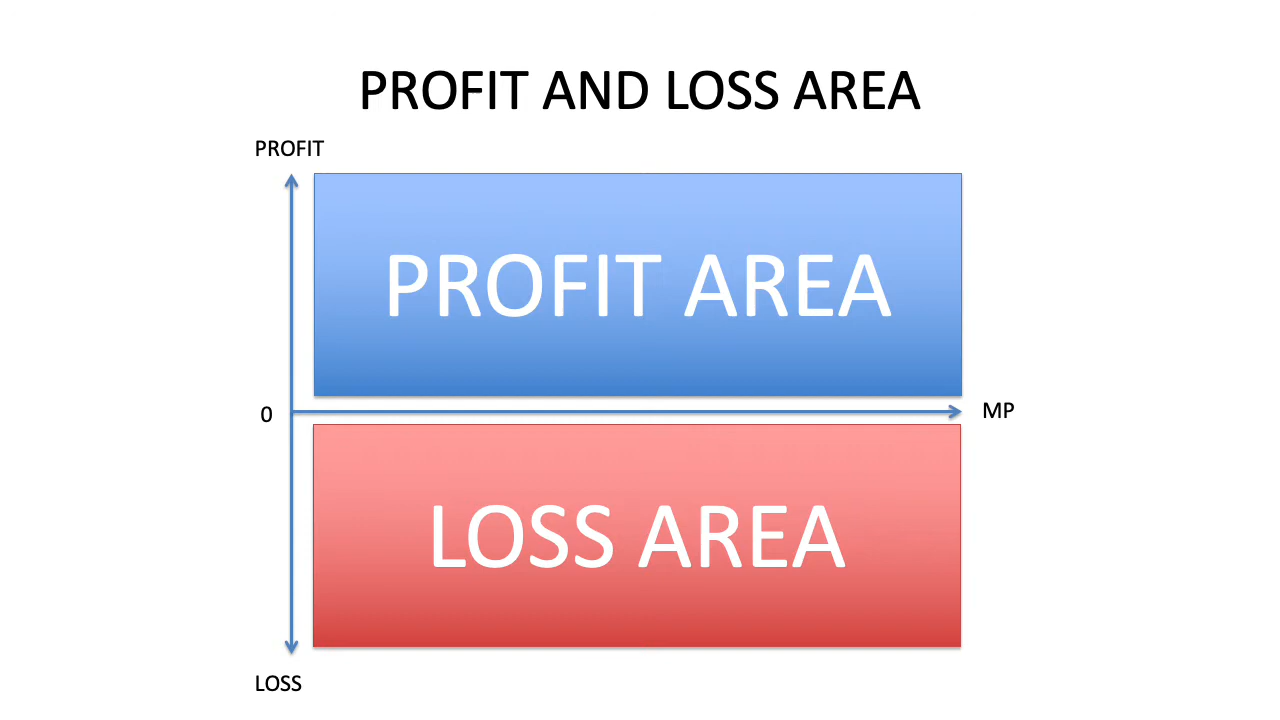 PROFIT AND LOSS AREA
PROFIT
PROFIT AREA
0
MP
LOSS AREA
LOSS